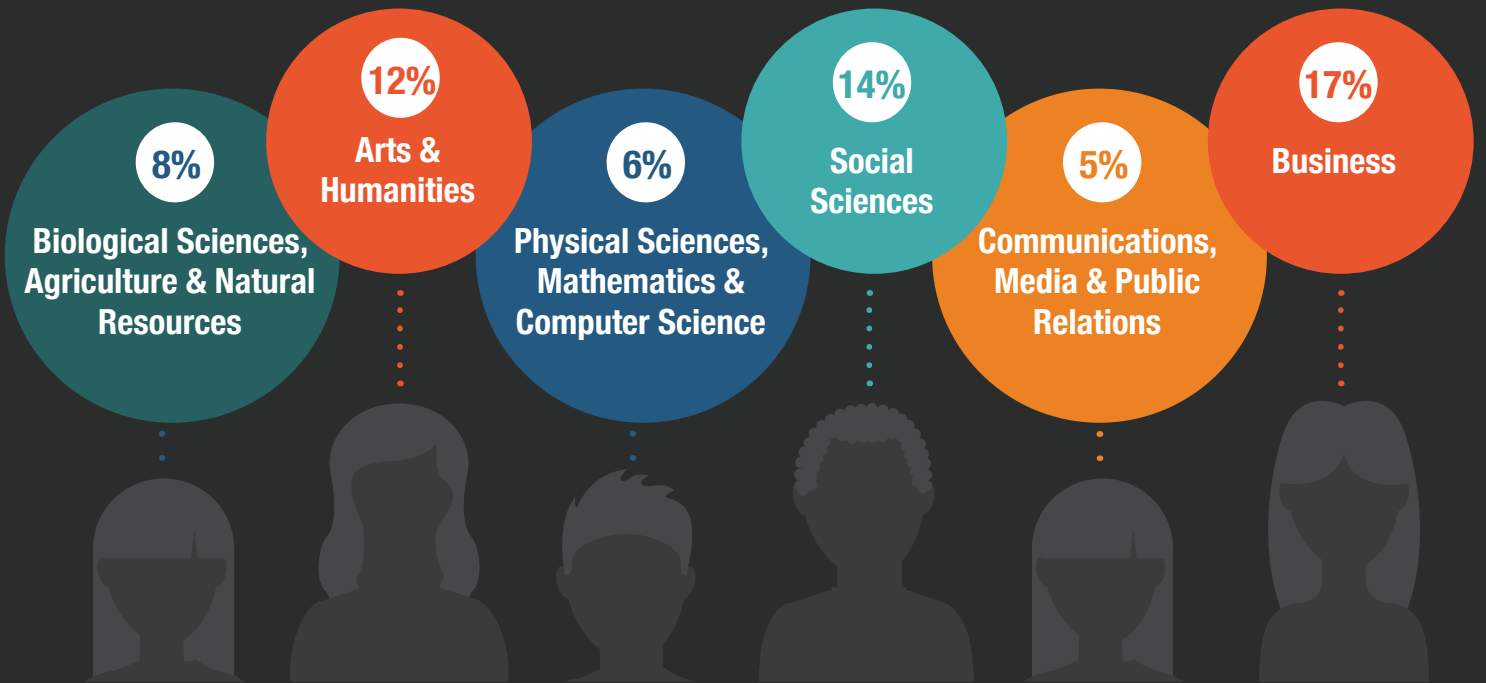 8%
Biological Sciences,
Agriculture & Natural
Resources
12%
Arts &
Humanities
6%
Physical Sciences,
Mathematics &
Computer Science
14%
Social
Sciences
5%
Communications,
Media & Public
Relations
17%
Business